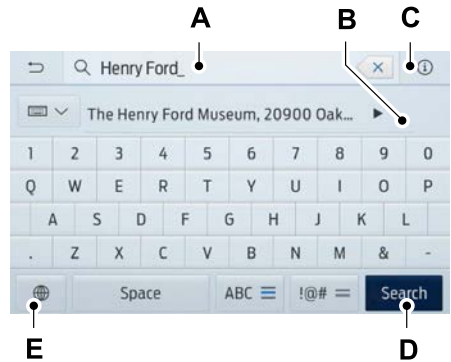 A
B
C
Henry Ford_
The Henry Ford Museum, 20900 Oak...
1 2 3 4 5 6 7 8 9 0
Q W E R T Y U I O P
A S D F G H J K L
. Z X C V B N M & -
Space ABC !@# Search
E
D